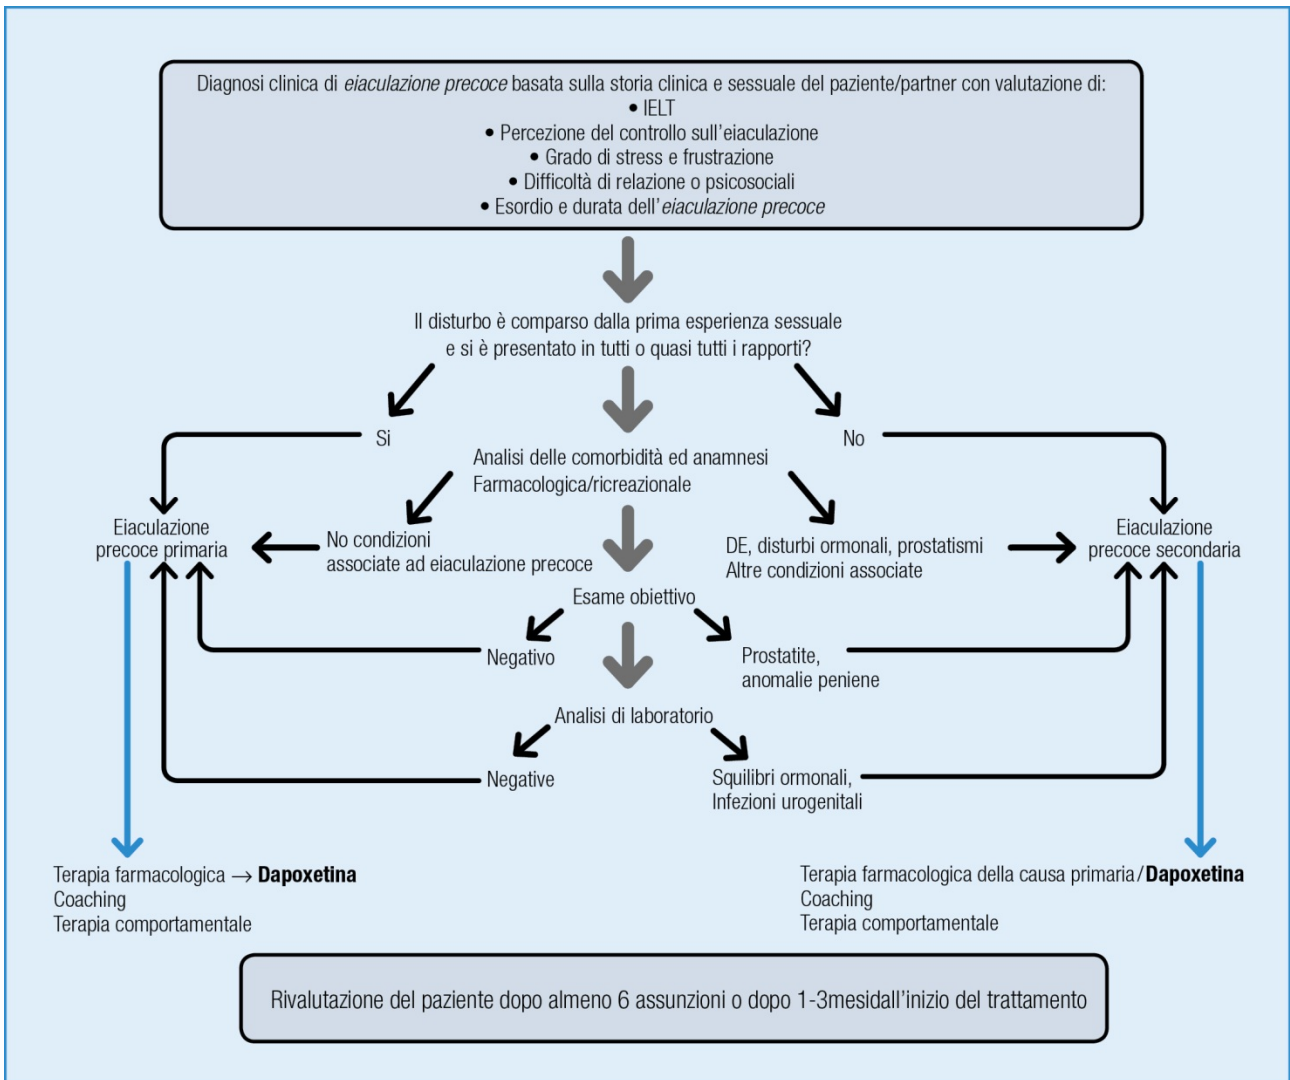 Diagnosi clinica di eiaculazione precoce basata sulla storia clinica e sessuale del paziente/partner con valutazione di:
• IELT
• Percezione del controllo sull'eiaculazione
• Grado di stress e frustrazione
• Difficoltà di relazione o psicosociali
• Esordio e durata dell'eiaculazione precoce
Il disturbo è comparso dalla prima esperienza sessuale
e si è presentato in tutti o quasi tutti i rapporti?
Si
No
Analisi delle comorbidità ed anamnesi
Farmacologica/ricreazionale
Eiaculazione
precoce primaria
No condizioni
associate ad eiaculazione precoce
DE, disturbi ormonali, prostatismi
Altre condizioni associate
Eiaculazione
precoce secondaria
Esame obiettivo
Negativo
Prostatite,
anomalie peniene
Analisi di laboratorio
Negative
Squilibri ormonali,
Infezioni urogenitali
Terapia farmacologica → Dapoxetina
Coaching
Terapia comportamentale
Terapia farmacologica della causa primaria/Dapoxetina
Coaching
Terapia comportamentale
Rivalutazione del paziente dopo almeno 6 assunzioni o dopo 1-3mesidall'inizio del trattamento